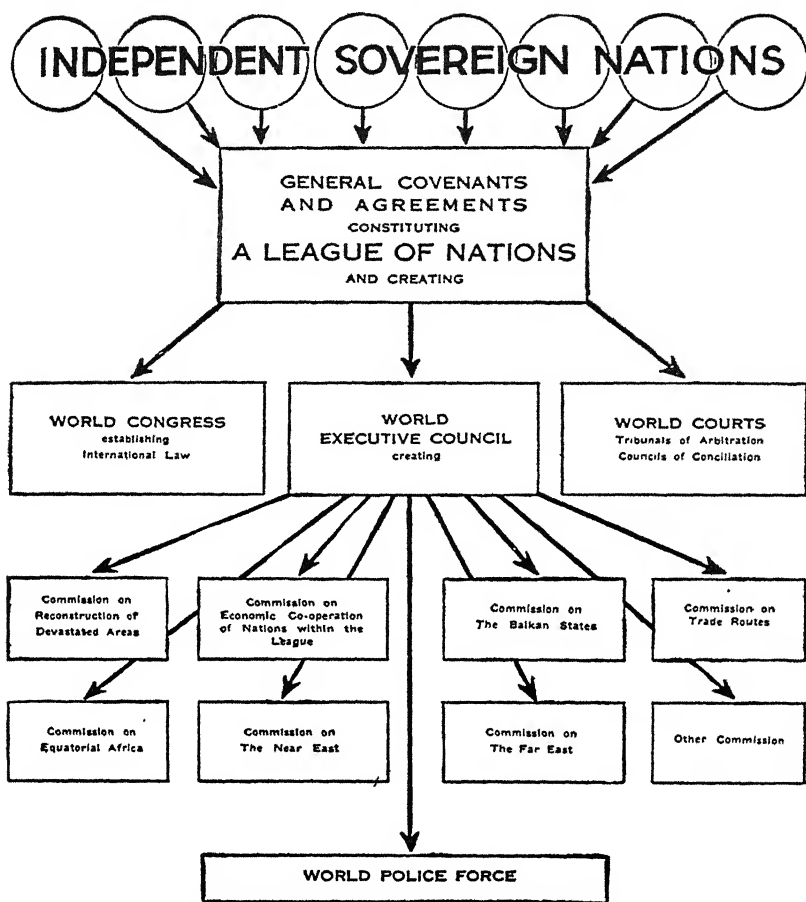 INDEPENDENT SOVEREIGN NATIONS
GENERAL COVENANTS
AND AGREEMENTS
CONSTITUTING
A LEAGUE OF NATIONS
AND CREATING
WORLD CONGRESS
establishing
International Law
WORLD
EXECUTIVE COUNCIL
creating
WORLD COURTS
Tribunals of Arbitration
Councils of Conciliation
Commission on
Reconstruction of
Devastated Areas
Commission on
Economic Co-operation
of Nations within the
League
Commission on
The Balkan States
Commission on
Trade Routes
Commission on
Equatorial Africa
Commission on
The Near East
Commission on
The Far East
Other Commission
WORLD POLICE FORCE